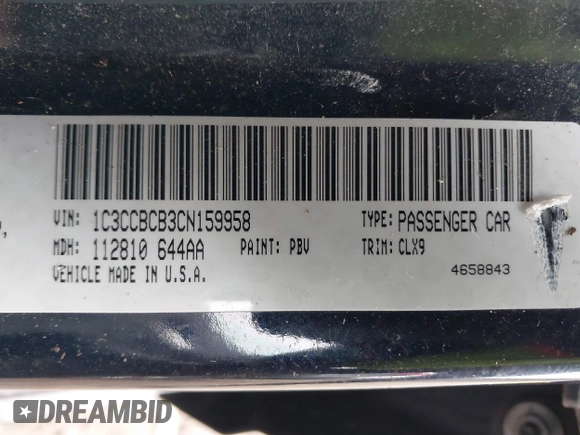 VIN: 1C3CCBCB3CN159958 TYPE: PASSENGER CAR
MDH: 112810 644AA PAINT: PBV TRIM: CLX9
VEHICLE MADE IN U.S.A. 4658843
DREAMBID